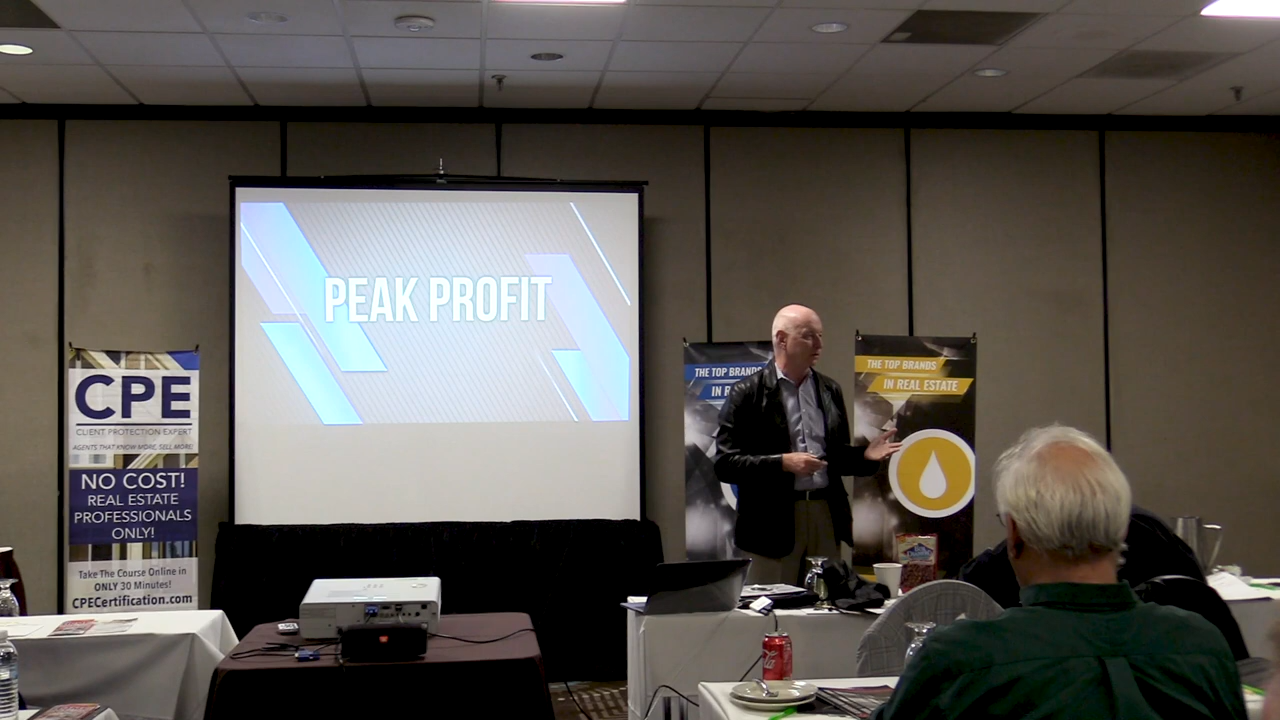 PEAK PROFIT
CPE
CLIENT PROTECTION EXPERT
AGENTS THAT KNOW MORE, SELL MORE!
NO COST!
REAL ESTATE
PROFESSIONALS
ONLY!
Take The Course Online in
ONLY 30 Minutes!
CPECertification.com
THE TOP BRANDS
IN R
THE TOP BRANDS
IN REAL ESTATE